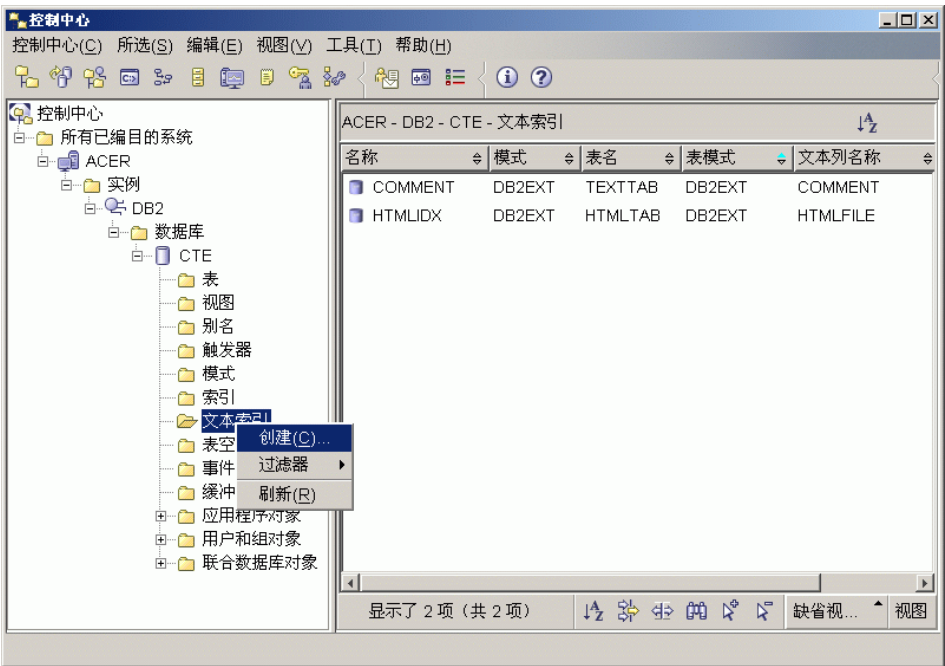 控制中心
控制中心(C) 所选(S) 编辑(E) 视图(V) 工具(T) 帮助(H)
控制中心
所有已编目的系统
ACER
实例
DB2
数据库
CTE
表
视图
别名
触发器
模式
索引
文本索引
表空
事件
缓冲
应用程序对象
用户和组对象
联合数据库对象
创建(C)...
过滤器
刷新(R)
ACER - DB2 - CTE - 文本索引
名称 模式 表名 表模式 文本列名称
COMMENT DB2EXT TEXTTAB DB2EXT COMMENT
HTMLIDX DB2EXT HTMLTAB DB2EXT HTMLFILE
显示了 2 项（共 2 项） 缺省视... 视图